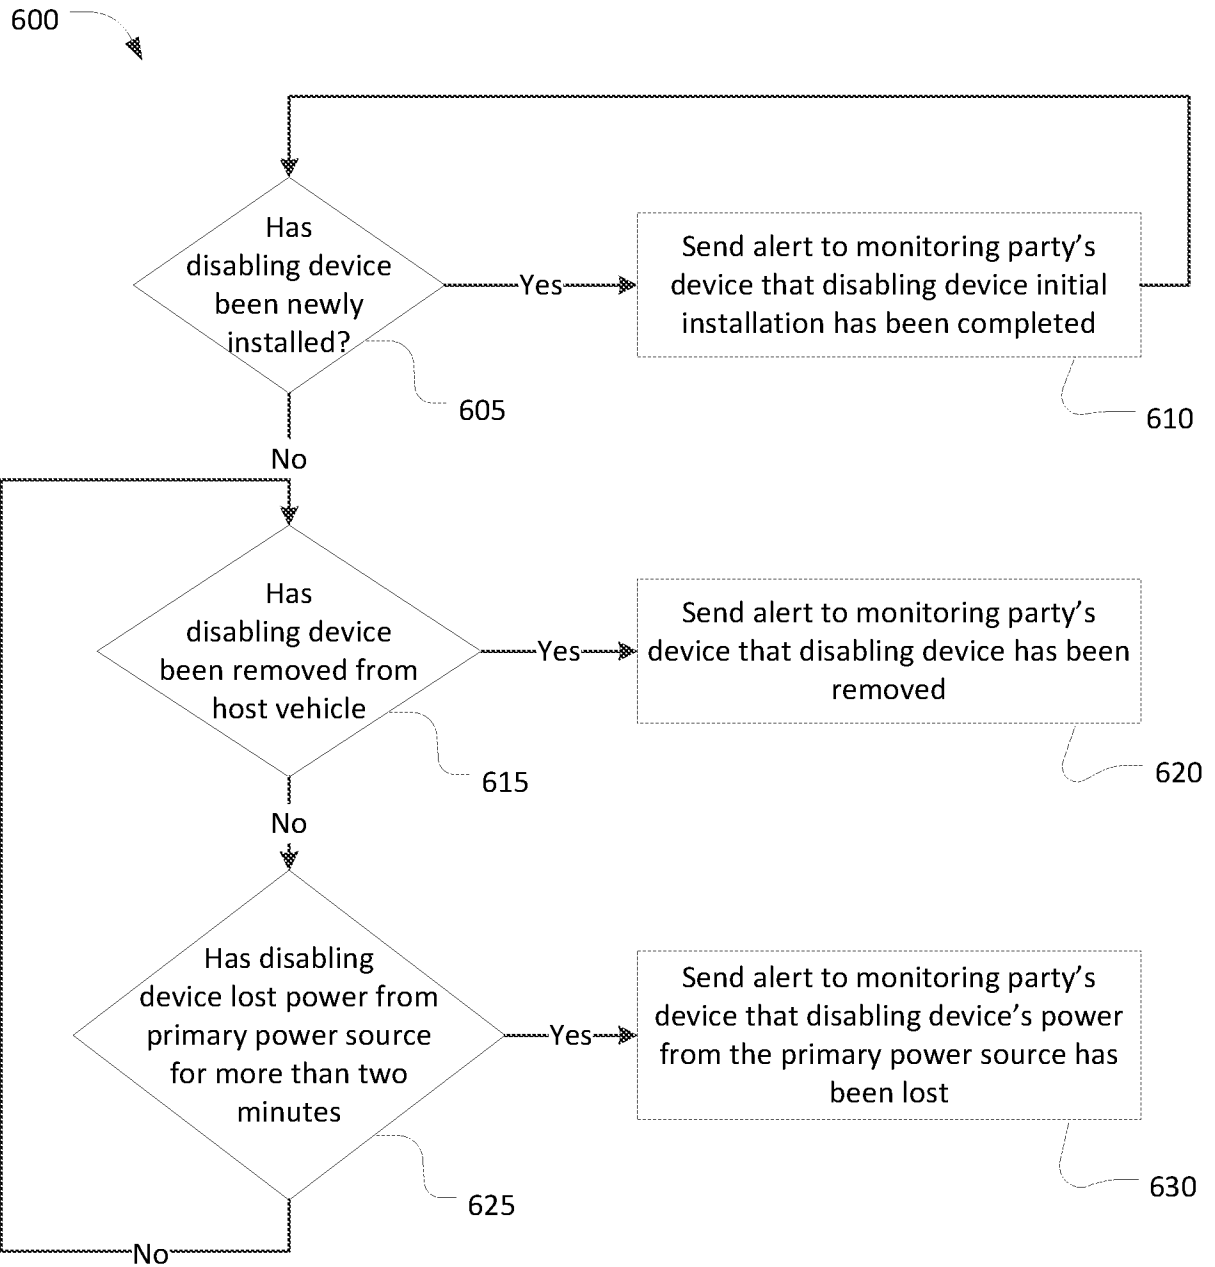 600
Has
disabling device
been newly
installed?
Yes
Send alert to monitoring party’s
device that disabling device initial
installation has been completed
605
610
No
Has
disabling device
been removed from
host vehicle
Yes
Send alert to monitoring party’s
device that disabling device has been
removed
615
620
No
Has disabling
device lost power from
primary power source
for more than two
minutes
Yes
Send alert to monitoring party’s
device that disabling device’s power
from the primary power source has
been lost
625
630
No